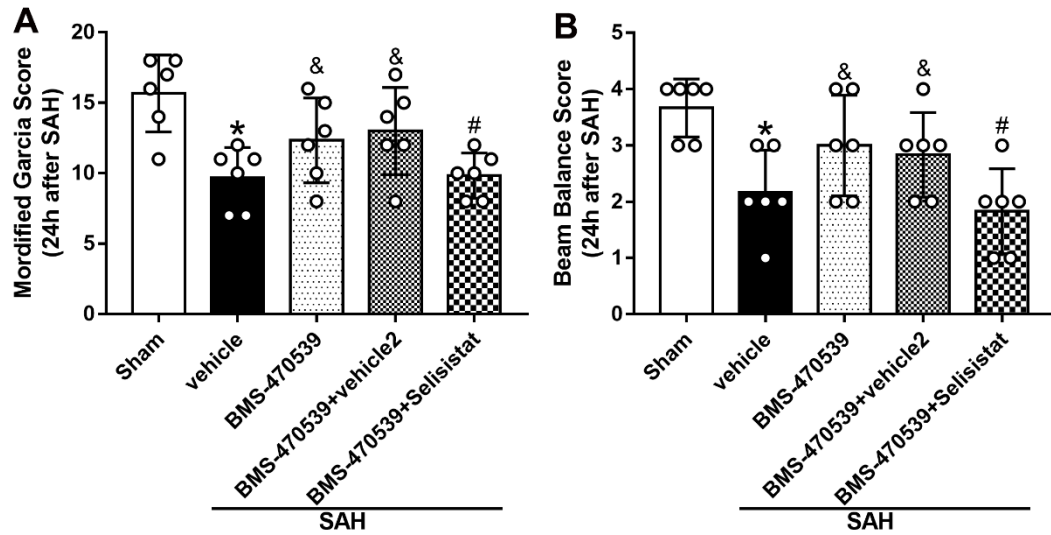 A
Mordified Garcia Score
(24h after SAH)
20
15
10
5
0
*
&
&
#
Sham
vehicle
BMS-470539
BMS-470539+vehicle2
BMS-470539+Selisistat
SAH
B
Beam Balance Score
(24h after SAH)
5
4
3
2
1
0
*
&
&
#
Sham
vehicle
BMS-470539
BMS-470539+vehicle2
BMS-470539+Selisistat
SAH